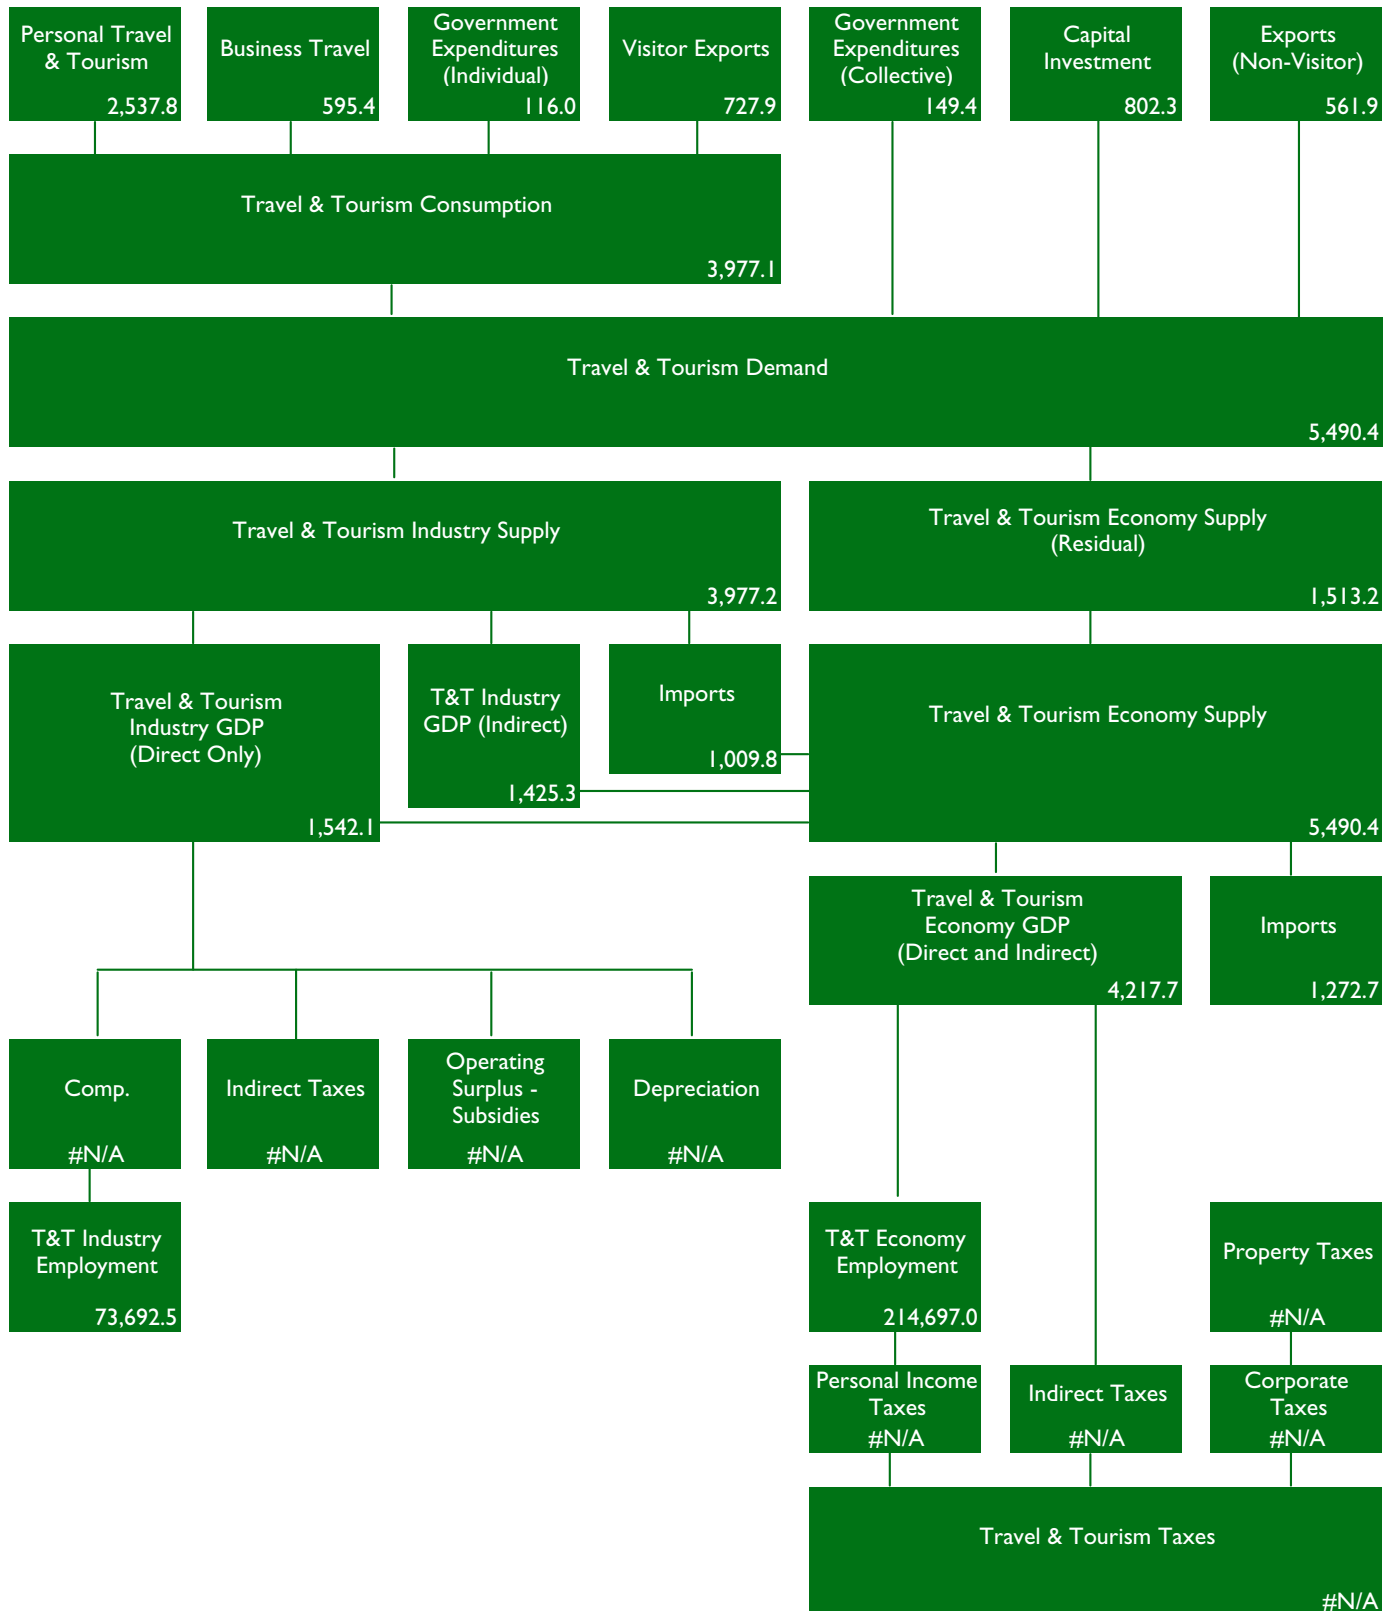 Personal Travel
& Tourism
2,537.8
Business Travel
595.4
Government
Expenditures
(Individual)
116.0
Visitor Exports
727.9
Government
Expenditures
(Collective)
149.4
Capital
Investment
802.3
Exports
(Non-Visitor)
561.9
Travel & Tourism Consumption
3,977.1
Travel & Tourism Demand
5,490.4
Travel & Tourism Industry Supply
3,977.2
Travel & Tourism Economy Supply
(Residual)
1,513.2
Travel & Tourism
Industry GDP
(Direct Only)
1,542.1
T&T Industry
GDP (Indirect)
1,425.3
Imports
1,009.8
Travel & Tourism Economy Supply
5,490.4
Travel & Tourism
Economy GDP
(Direct and Indirect)
4,217.7
Imports
1,272.7
Comp.
#N/A
Indirect Taxes
#N/A
Operating
Surplus -
Subsidies
#N/A
Depreciation
#N/A
T&T Industry
Employment
73,692.5
T&T Economy
Employment
214,697.0
Property Taxes
#N/A
Personal Income
Taxes
#N/A
Indirect Taxes
#N/A
Corporate
Taxes
#N/A
Travel & Tourism Taxes
#N/A